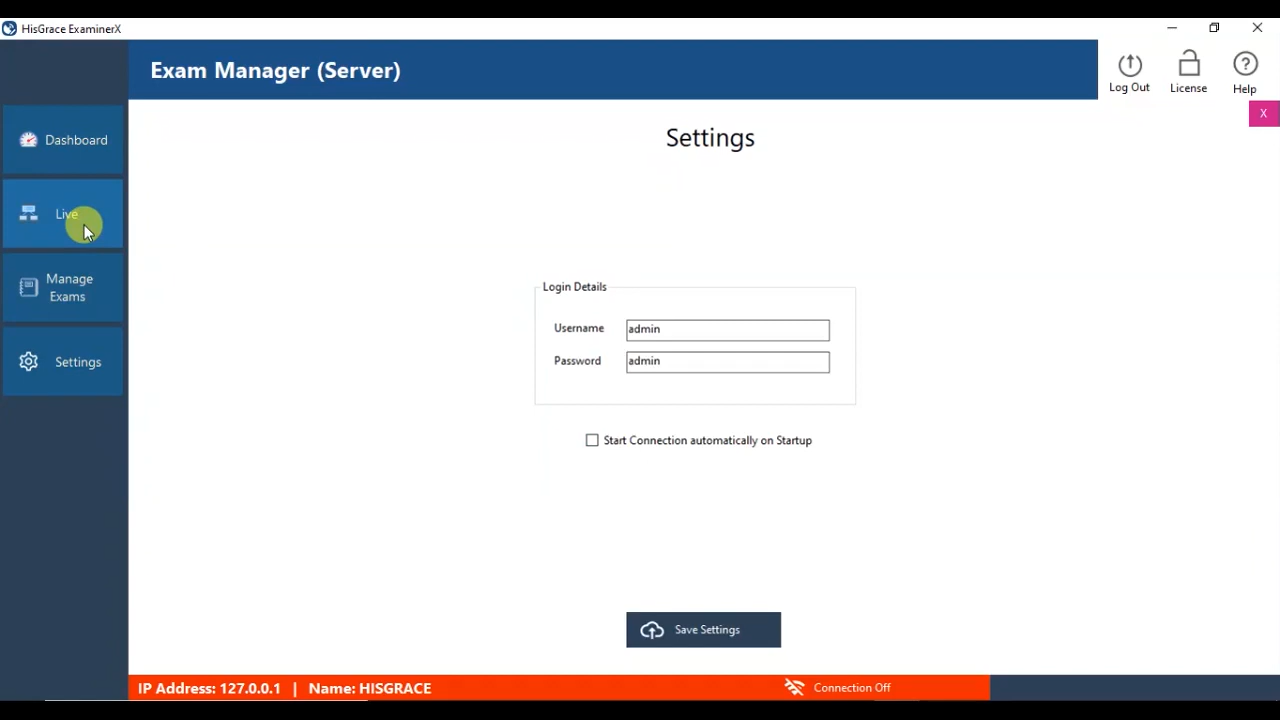 HisGrace ExaminerX
Exam Manager (Server)
Log Out
License
Help
X
Dashboard
Live
Manage
Exams
Settings
Settings
Login Details
Username
admin
Password
admin
Start Connection automatically on Startup
Save Settings
IP Address: 127.0.0.1 | Name: HISGRACE
Connection Off